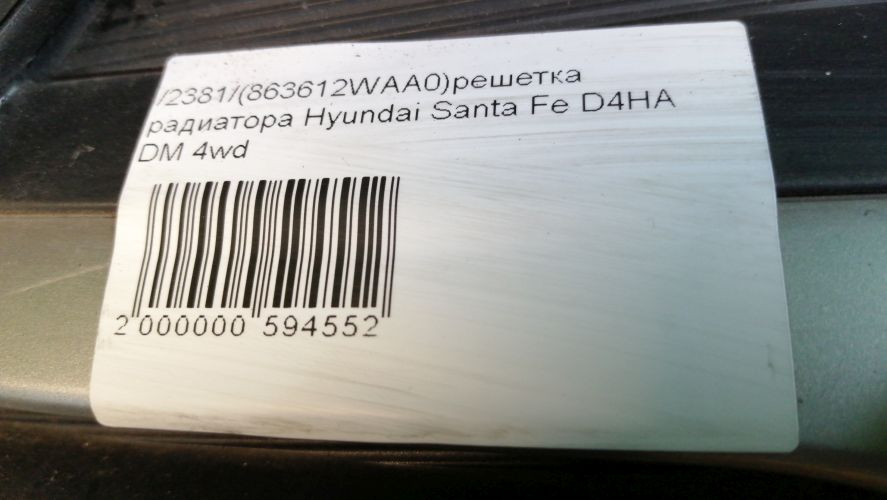 /2381/(863612WAA0)решетка
радиатора Hyundai Santa Fe D4HA
DM 4wd
2 000000 594552